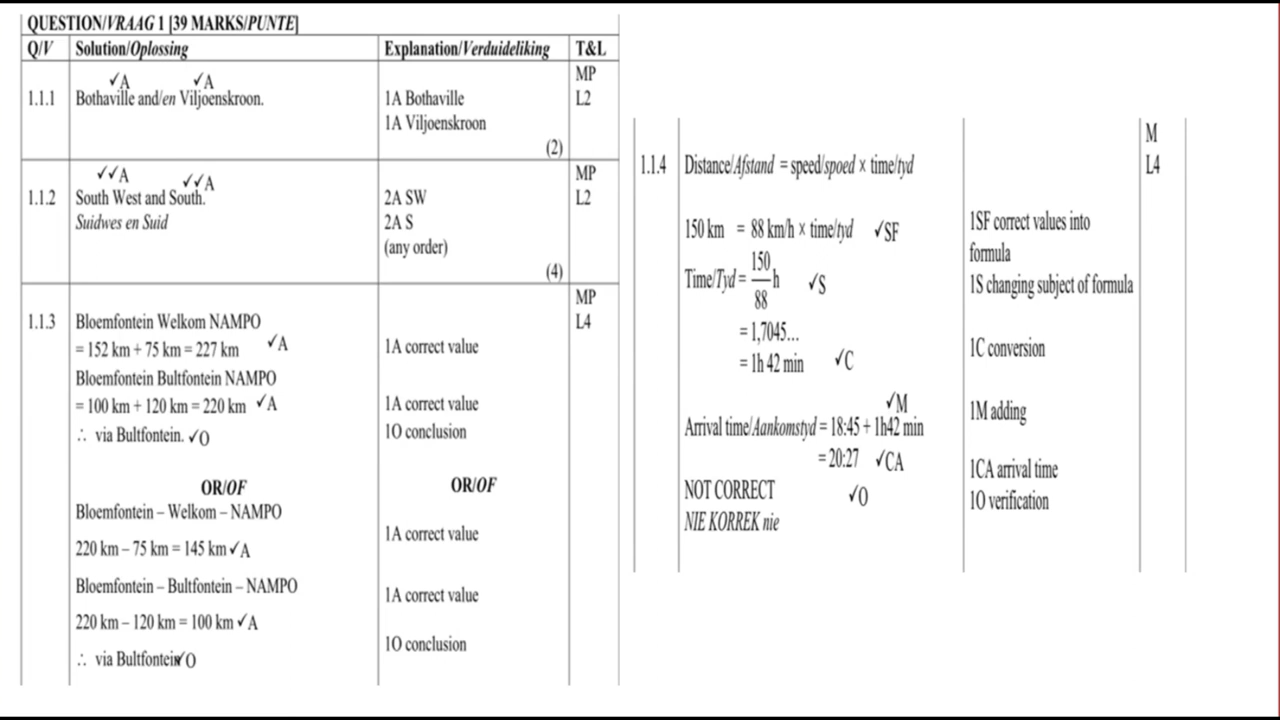 QUESTION/VRAAG 1 [39 MARKS/PUNTE]
Q/V Solution/Oplossing Explanation/Verduideliking T&L
MP
✓A ✓A
1.1.1 Bothaville and/en Viljoenskroon. 1A Bothaville L2
1A Viljoenskroon
(2)
✓✓A ✓✓A MP
1.1.2 South West and South. 2A SW L2
Suidwes en Suid 2A S
(any order)
(4)
MP
1.1.3 Bloemfontein Welkom NAMPO L4
= 152 km + 75 km = 227 km ✓A 1A correct value
Bloemfontein Bultfontein NAMPO
= 100 km + 120 km = 220 km ✓A 1A correct value
∴ via Bultfontein. ✓O 1O conclusion
OR/OF OR/OF
Bloemfontein – Welkom – NAMPO
1A correct value
220 km – 75 km = 145 km ✓A
Bloemfontein – Bultfontein – NAMPO
1A correct value
220 km – 120 km = 100 km ✓A
1O conclusion
∴ via Bultfontein ✓O
M
1.1.4 Distance/Afstand = speed/spoed × time/tyd L4
150 km = 88 km/h × time/tyd ✓SF 1SF correct values into
formula
Time/Tyd = 150/88 h ✓S 1S changing subject of formula
= 1,7045...
= 1h 42 min ✓C 1C conversion
✓M 1M adding
Arrival time/Aankomstyd = 18:45 + 1h42 min
= 20:27 ✓CA 1CA arrival time
NOT CORRECT ✓O 1O verification
NIE KORREK nie